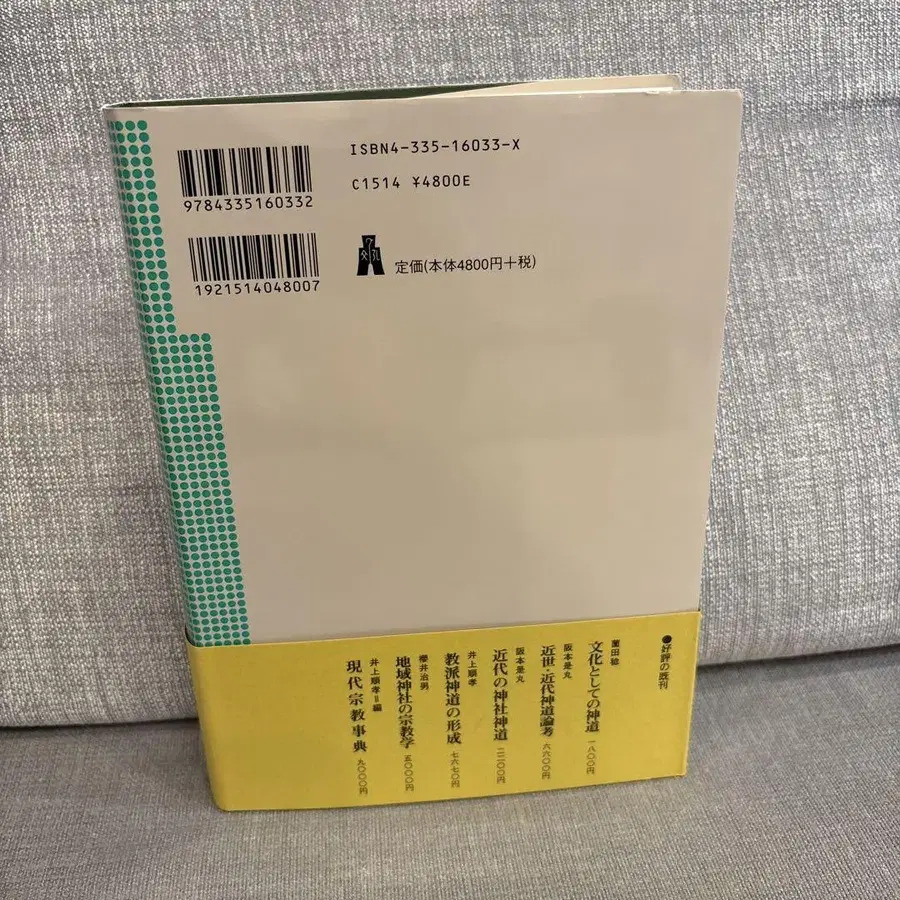 ISBN4-335-16033-X
C1514 ¥4800E
9784335160332
1921514048007
定価(本体4800円+税)
●好評の既刊
薗田稔
文化としての神道 一八〇〇円
阪本是丸
近世・近代神道論考 六六〇〇円
阪本是丸
近代の神社神道 二二〇〇円
井上順孝
教派神道の形成 七六七〇円
櫻井治男
地域神社の宗教学 五〇〇〇円
井上順孝=編
現代宗教事典 九〇〇〇円